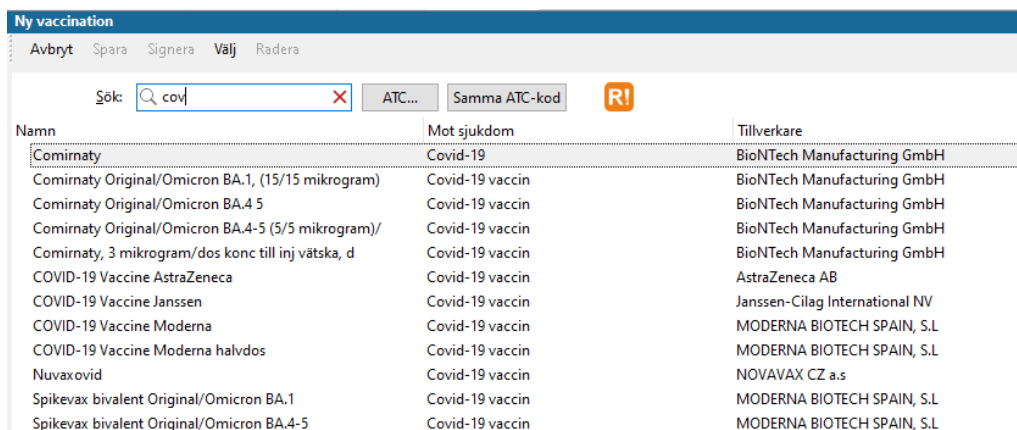 Ny vaccination
Avbryt Spara Signera Välj Radera
Sök: cov ATC... Samma ATC-kod R!
Namn Mot sjukdom Tillverkare
Comirnaty Covid-19 BioNTech Manufacturing GmbH
Comirnaty Original/Omicron BA.1, (15/15 mikrogram) Covid-19 vaccin BioNTech Manufacturing GmbH
Comirnaty Original/Omicron BA.4 5 Covid-19 vaccin BioNTech Manufacturing GmbH
Comirnaty Original/Omicron BA.4-5 (5/5 mikrogram)/ Covid-19 vaccin BioNTech Manufacturing GmbH
Comirnaty, 3 mikrogram/dos konc till inj vätska, d Covid-19 vaccin BioNTech Manufacturing GmbH
COVID-19 Vaccine AstraZeneca Covid-19 vaccin AstraZeneca AB
COVID-19 Vaccine Janssen Covid-19 vaccin Janssen-Cilag International NV
COVID-19 Vaccine Moderna Covid-19 vaccin MODERNA BIOTECH SPAIN, S.L
COVID-19 Vaccine Moderna halvdos Covid-19 vaccin MODERNA BIOTECH SPAIN, S.L
Nuvaxovid Covid-19 vaccin NOVAVAX CZ a.s
Spikevax bivalent Original/Omicron BA.1 Covid-19 vaccin MODERNA BIOTECH SPAIN, S.L
Spikevax bivalent Original/Omicron BA.4-5 Covid-19 vaccin MODERNA BIOTECH SPAIN, S.L